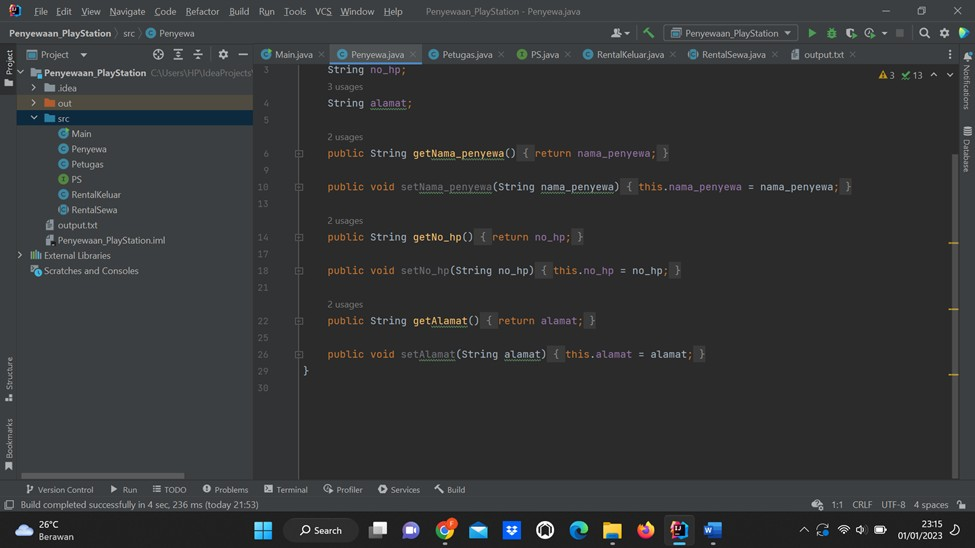 File Edit View Navigate Code Refactor Build Run Tools VCS Window Help Penyewaan_PlayStation - Penyewa.java
Penyewaan_PlayStation src Penyewa Penyewaan_PlayStation
Project Main.java Penyewa.java Petugas.java PS.java RentalKeluar.java RentalSewa.java output.txt
Project
Penyewaan_PlayStation C:\Users\HP\IdeaProjects\
.idea
out
src
Main
Penyewa
Petugas
PS
RentalKeluar
RentalSewa
output.txt
Penyewaan_PlayStation.iml
External Libraries
Scratches and Consoles
Structure
Bookmarks
3 String no_hp;
3 usages
4 String alamat;
5
2 usages
6 public String getNama_penyewa() { return nama_penyewa; }
9
10 public void setNama_penyewa(String nama_penyewa) { this.nama_penyewa = nama_penyewa; }
13
2 usages
14 public String getNo_hp() { return no_hp; }
17
18 public void setNo_hp(String no_hp) { this.no_hp = no_hp; }
21
2 usages
22 public String getAlamat() { return alamat; }
25
26 public void setAlamat(String alamat) { this.alamat = alamat; }
29 }
30
3 13
Notifications
Database
Version Control Run TODO Problems Terminal Profiler Services Build
Build completed successfully in 4 sec, 236 ms (today 21:53) 1:1 CRLF UTF-8 4 spaces
26°C
Berawan
Search
23:15
01/01/2023